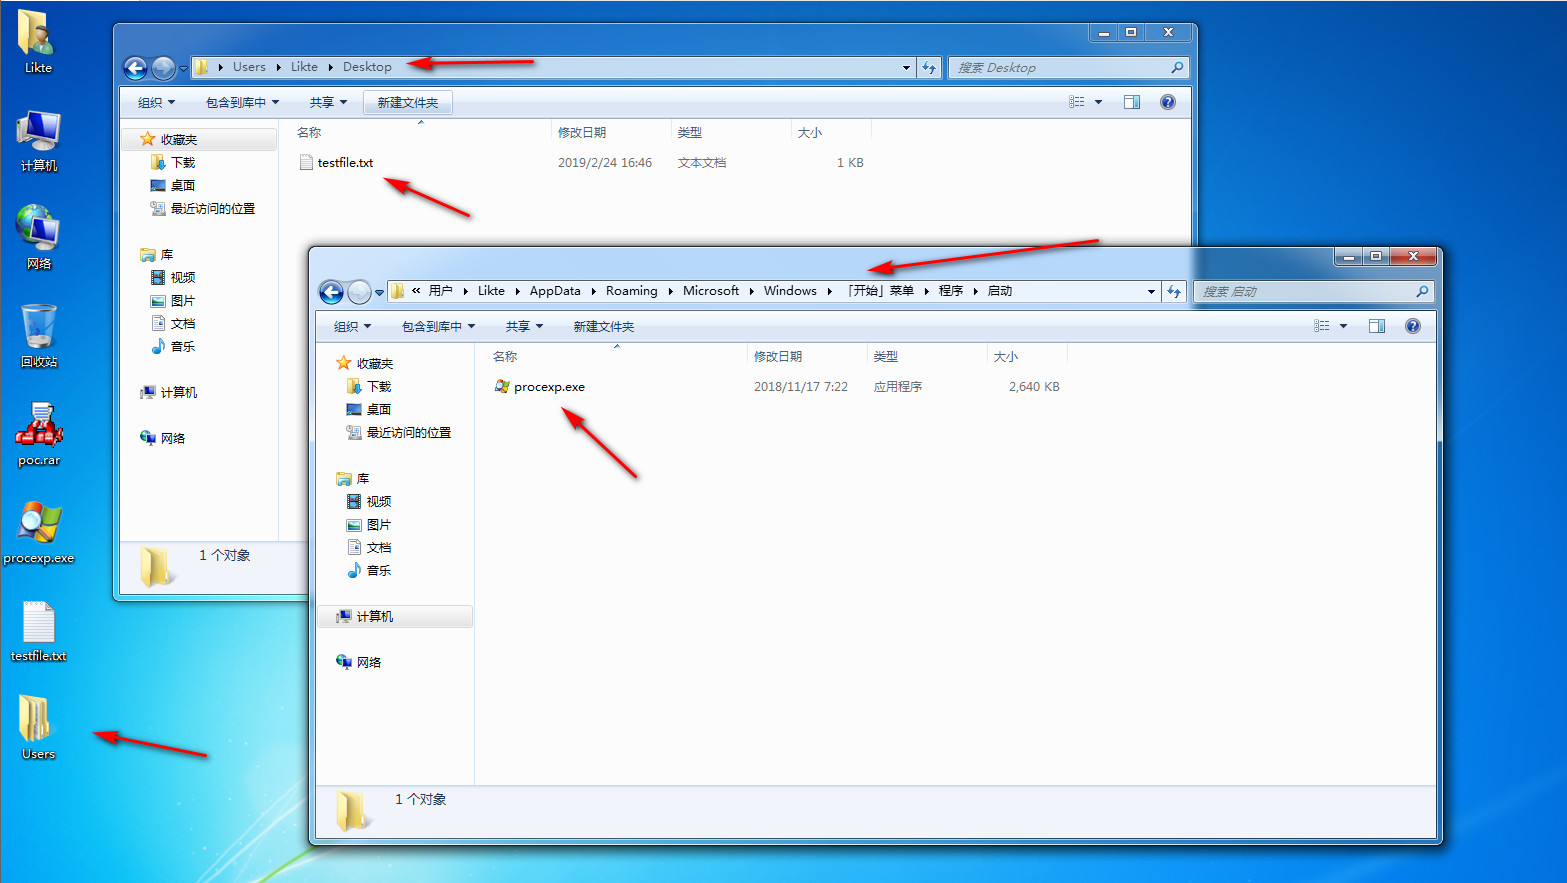 Likte
计算机
网络
回收站
poc.rar
procexp.exe
testfile.txt
Users
Users Likte Desktop
搜索 Desktop
组织 包含到库中 共享 新建文件夹
收藏夹
下载
桌面
最近访问的位置
库
视频
图片
文档
音乐
计算机
网络
名称 修改日期 类型 大小
testfile.txt 2019/2/24 16:46 文本文档 1 KB
1 个对象
« 用户 Likte AppData Roaming Microsoft Windows 「开始」菜单 程序 启动
搜索 启动
组织 包含到库中 共享 新建文件夹
收藏夹
下载
桌面
最近访问的位置
库
视频
图片
文档
音乐
计算机
网络
名称 修改日期 类型 大小
procexp.exe 2018/11/17 7:22 应用程序 2,640 KB
1 个对象